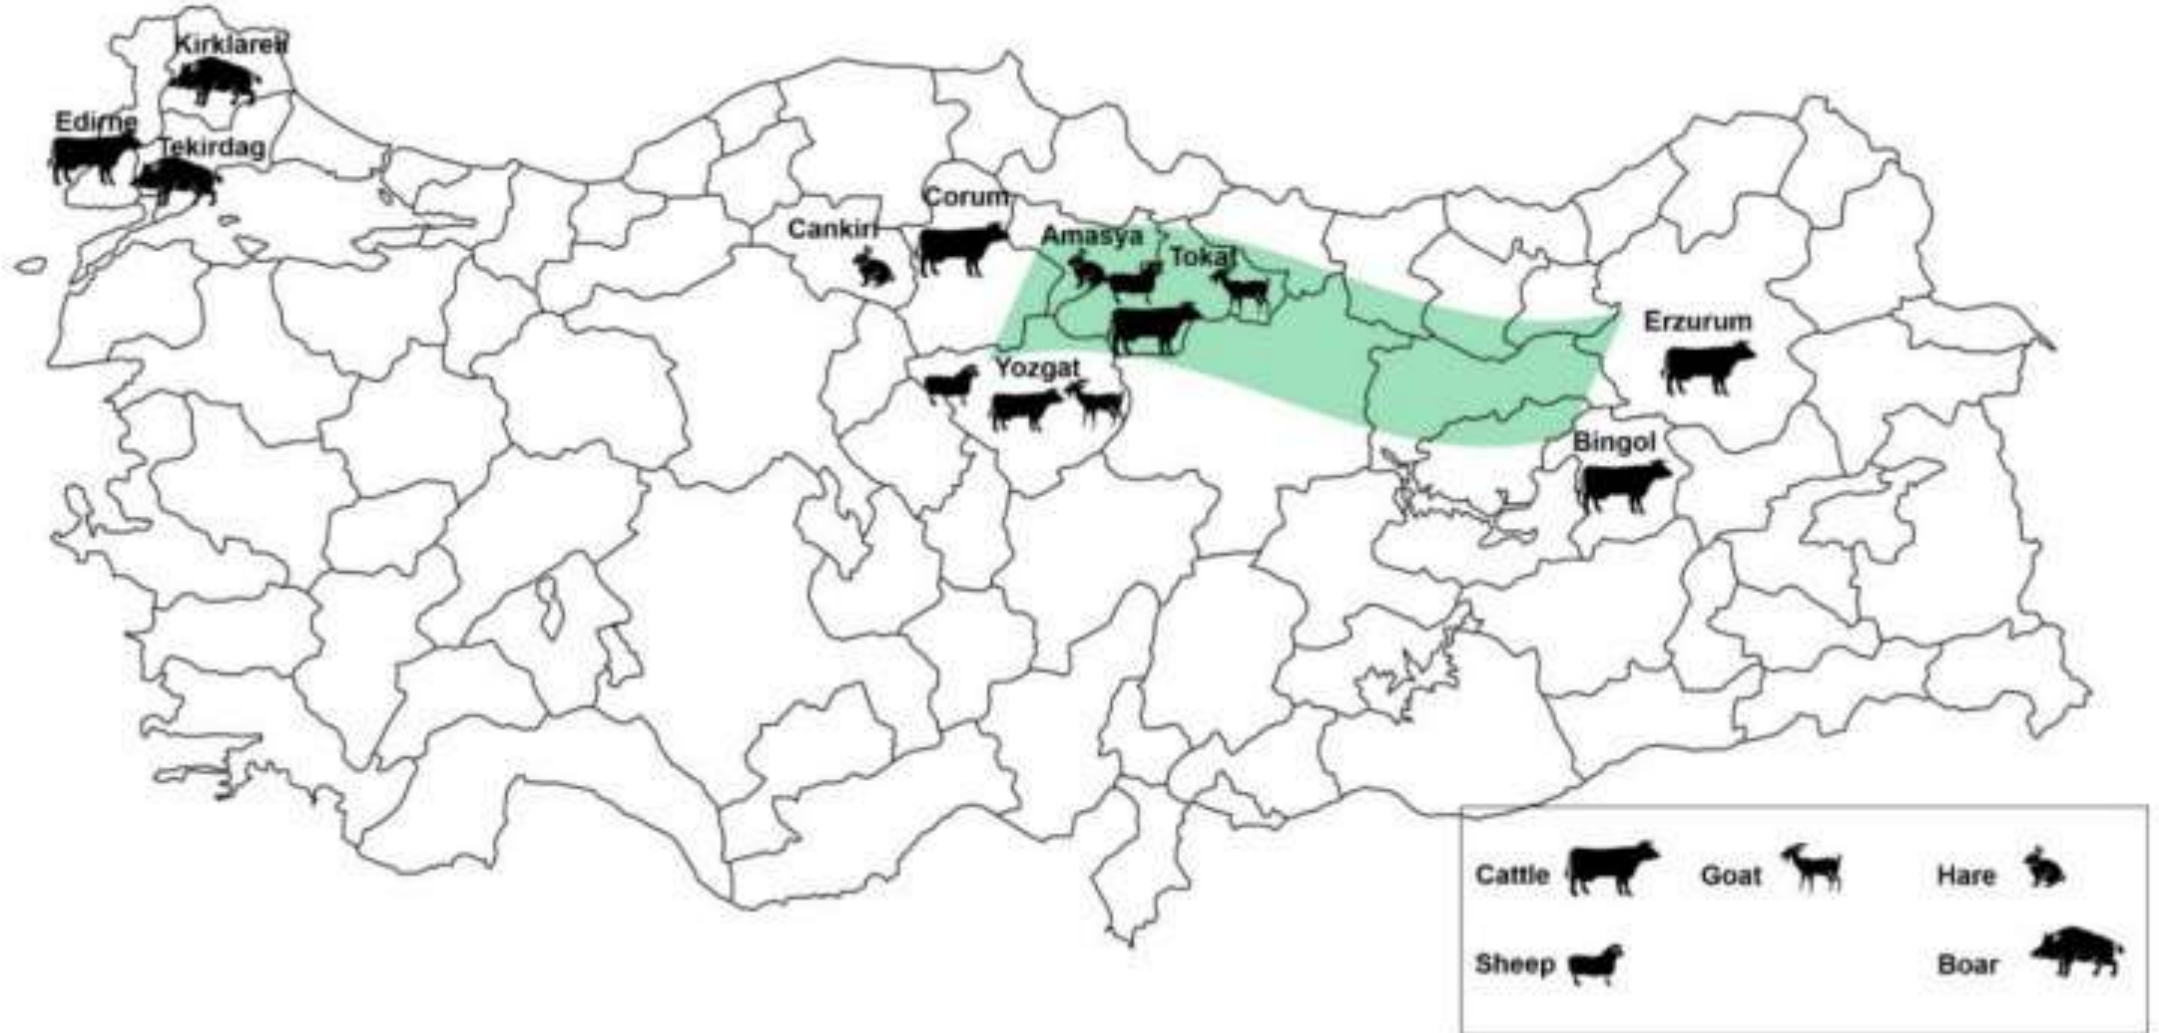 Kirklareli
Edirne
Tekirdag
Corum
Cankiri
Amasya
Tokat
Erzurum
Yozgat
Bingol
Cattle
Goat
Hare
Sheep
Boar